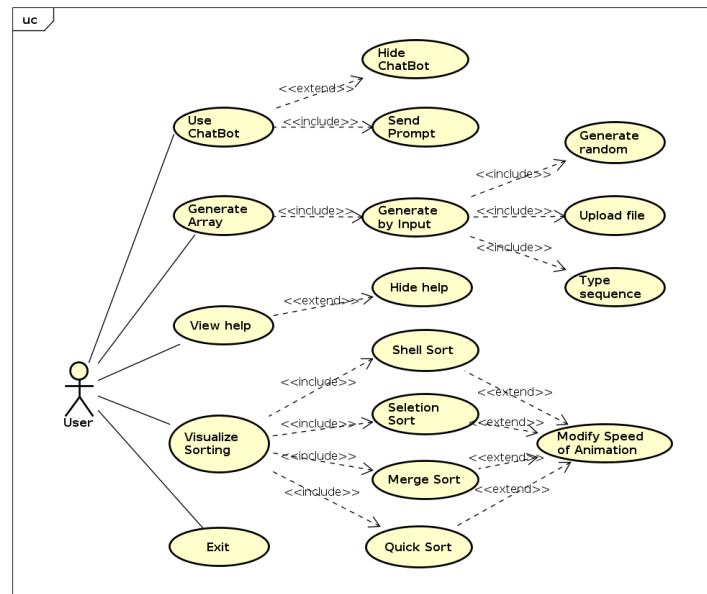 uc
Hide
ChatBot
<<extend>>
Use
ChatBot
<<include>>
Send
Prompt
Generate
random
<<include>>
Generate
Array
<<include>>
Generate
by Input
<<include>>
Upload file
<<include>>
Type
sequence
View help
<<extend>>
Hide help
Shell Sort
<<include>>
<<extend>>
User
Visualize
Sorting
<<include>>
Seletion
Sort
<<extend>>
Modify Speed
of Animation
<<include>>
Merge Sort
<<extend>>
<<include>>
<<extend>>
Exit
Quick Sort